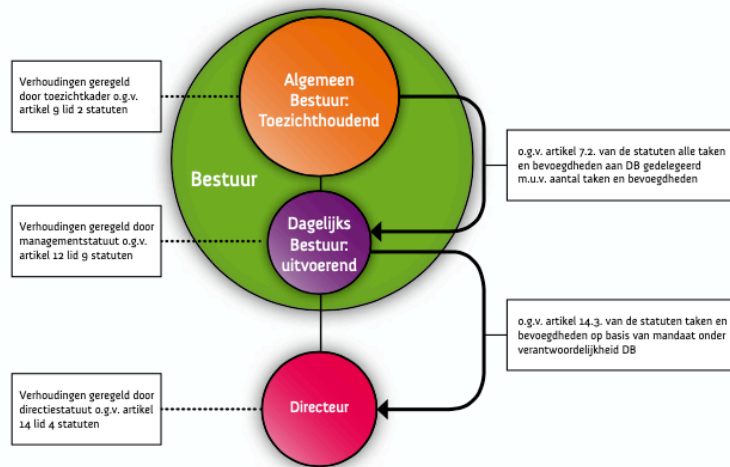 Verhoudingen geregeld
door toezichtkader o.g.v.
artikel 9 lid 2 statuten
Algemeen
Bestuur:
Toezichthoudend
o.g.v. artikel 7.2. van de statuten alle taken
en bevoegdheden aan DB gedelegeerd
m.u.v. aantal taken en bevoegdheden
Bestuur
Verhoudingen geregeld door
managementstatuut o.g.v.
artikel 12 lid 9 statuten
Dagelijks
Bestuur:
uitvoerend
o.g.v. artikel 14.3. van de statuten taken en
bevoegdheden op basis van mandaat onder
verantwoordelijkheid DB
Verhoudingen geregeld door
directiestatuut o.g.v. artikel
14 lid 4 statuten
Directeur